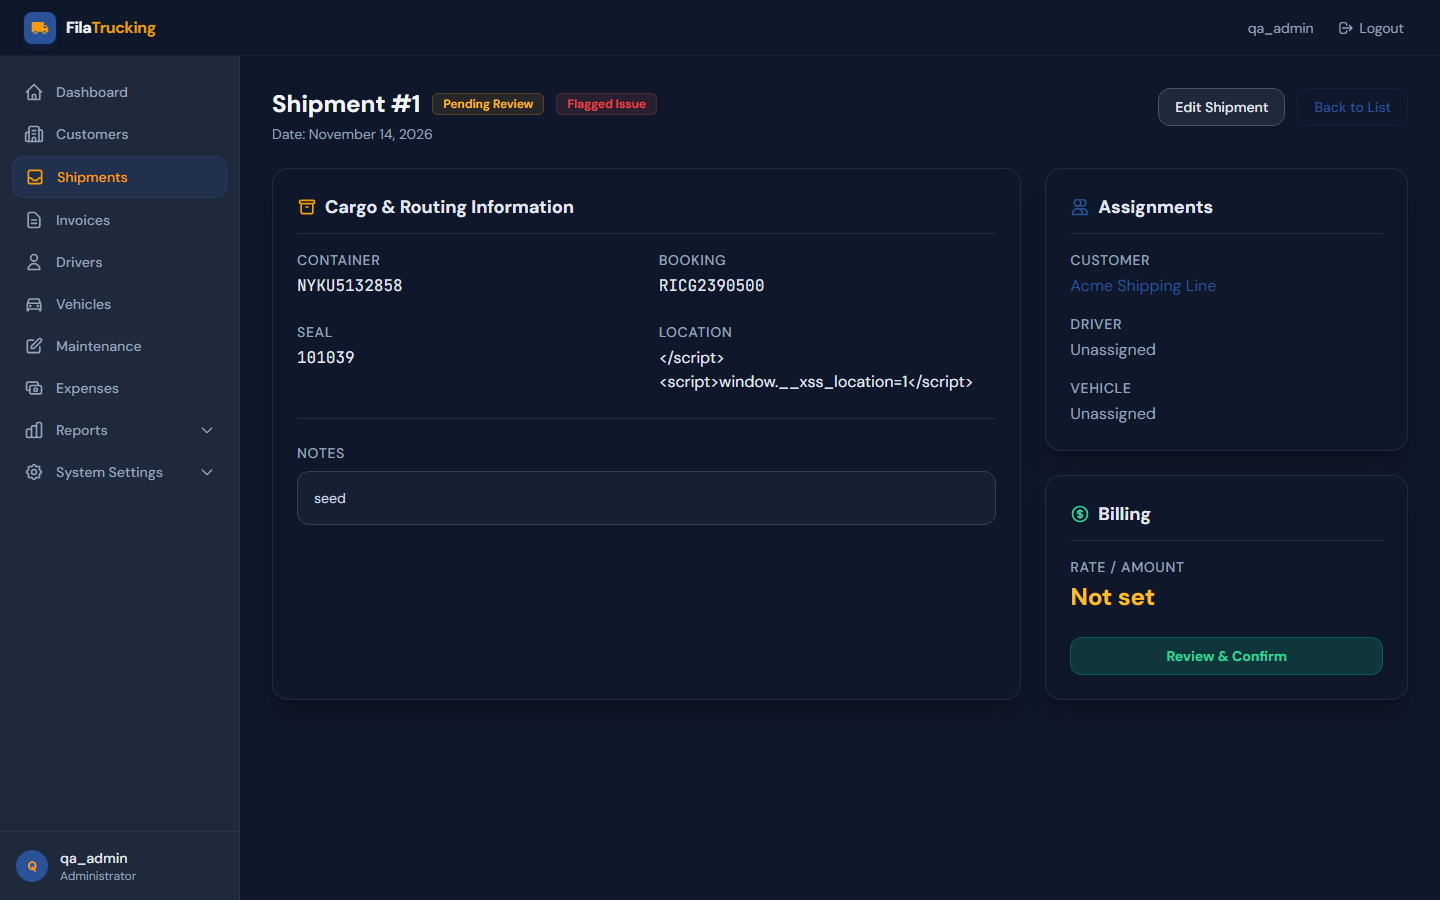 FilaTrucking
qa_admin
Logout
Dashboard
Customers
Shipments
Invoices
Drivers
Vehicles
Maintenance
Expenses
Reports
System Settings
qa_admin
Administrator
Q
Shipment #1
Pending Review
Flagged Issue
Date: November 14, 2026
Edit Shipment
Back to List
Cargo & Routing Information
CONTAINER
NYKU5132858
BOOKING
RICG2390500
SEAL
101039
LOCATION
</script>
<script>window.__xss_location=1</script>
NOTES
seed
Assignments
CUSTOMER
Acme Shipping Line
DRIVER
Unassigned
VEHICLE
Unassigned
Billing
RATE / AMOUNT
Not set
Review & Confirm